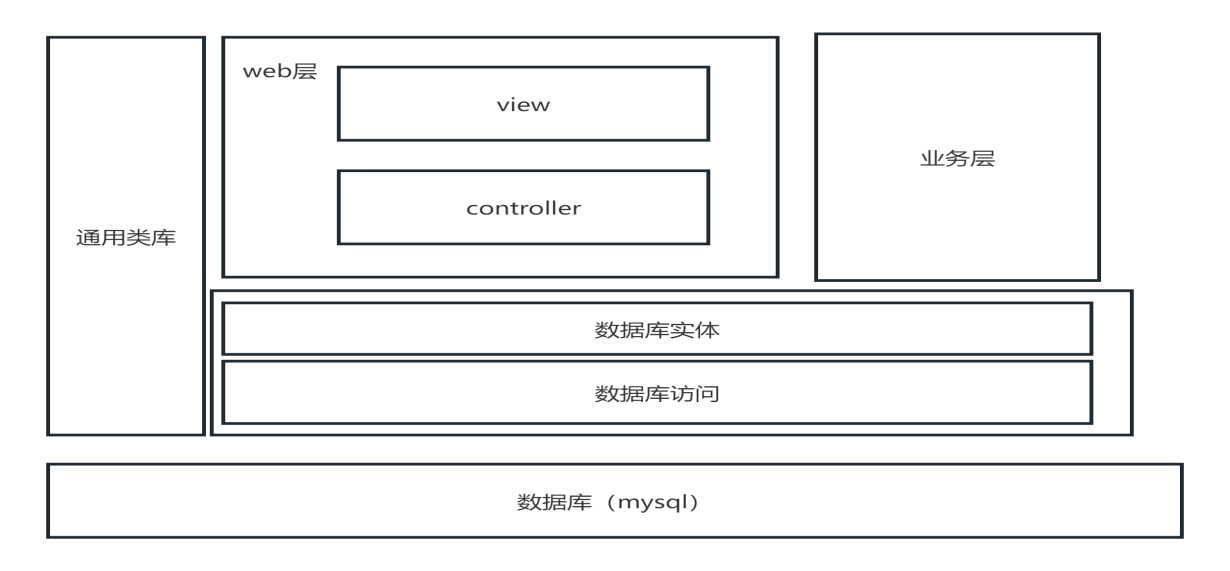 web层
view
业务层
controller
通用类库
数据库实体
数据库访问
数据库（mysql）